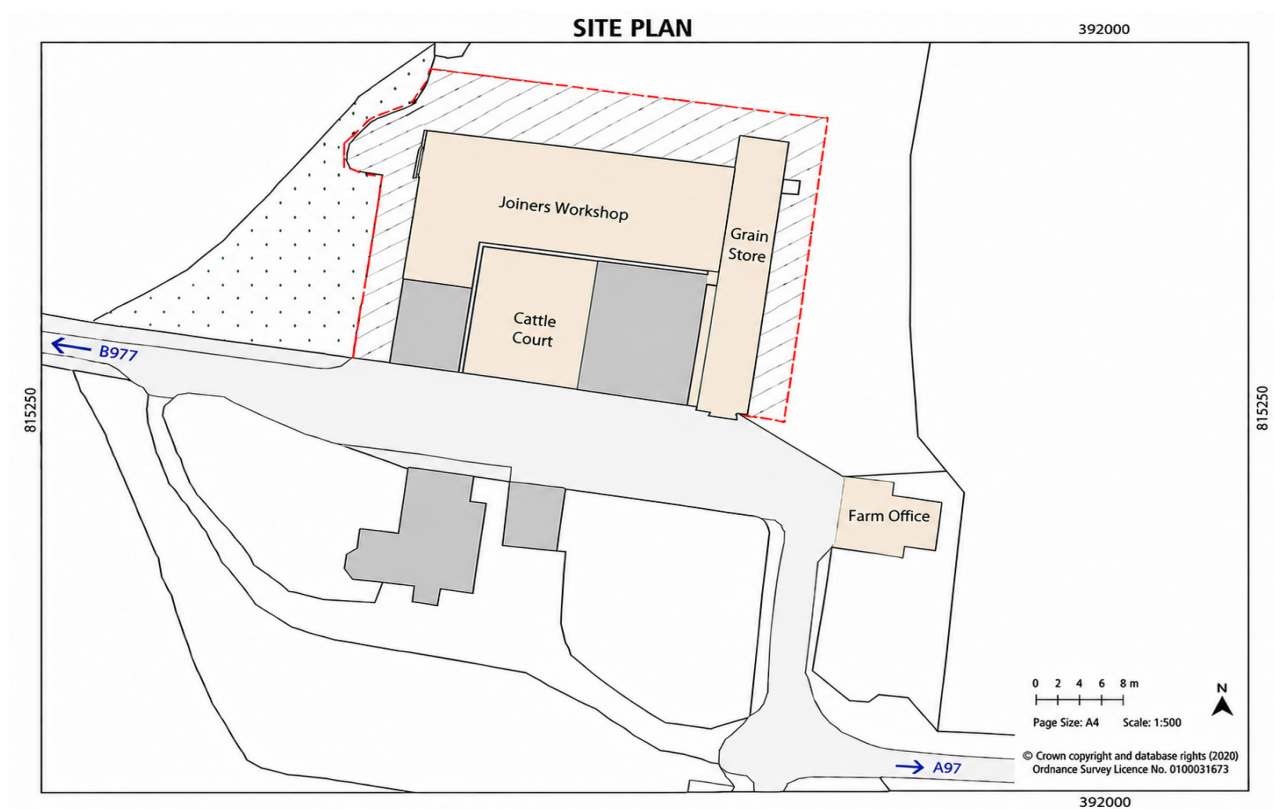 SITE PLAN
392000
Joiners Workshop
Grain
Store
Cattle
Court
B977
815250
815250
Farm Office
0 2 4 6 8 m
N
Page Size: A4 Scale: 1:500
© Crown copyright and database rights (2020)
Ordnance Survey Licence No. 0100031673
A97
392000